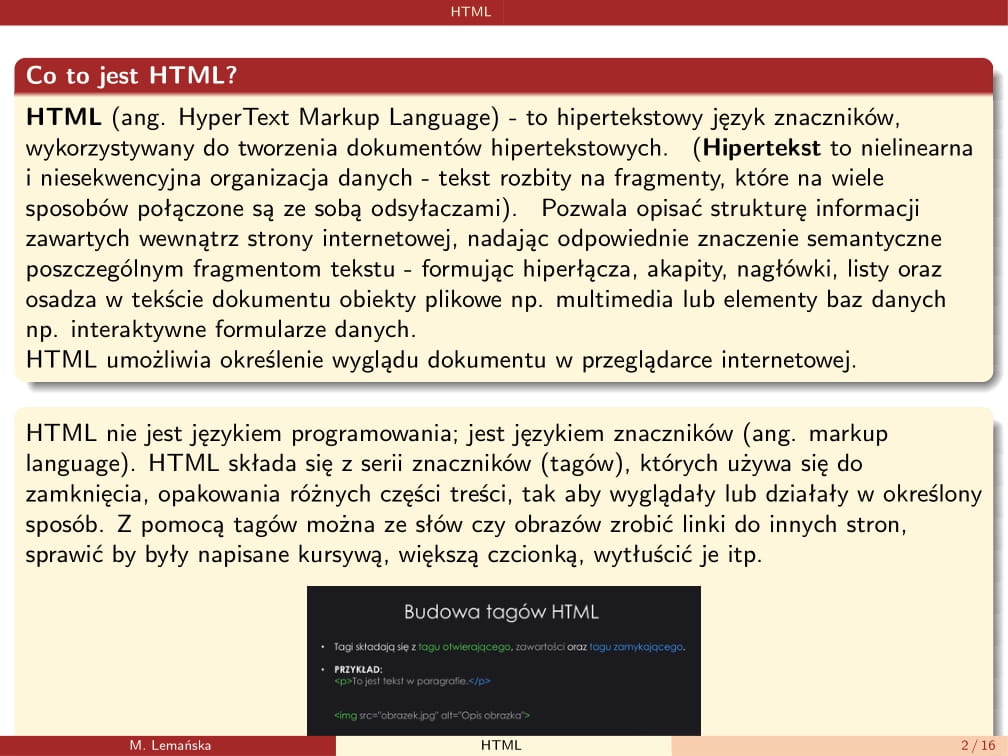 HTML
Co to jest HTML?
HTML (ang. HyperText Markup Language) - to hipertekstowy język znaczników,
wykorzystywany do tworzenia dokumentów hipertekstowych. (Hipertekst to nielinearna
i niesekwencyjna organizacja danych - tekst rozbity na fragmenty, które na wiele
sposobów połączone są ze sobą odsyłaczami). Pozwala opisać strukturę informacji
zawartych wewnątrz strony internetowej, nadając odpowiednie znaczenie semantyczne
poszczególnym fragmentom tekstu - formując hiperłącza, akapity, nagłówki, listy oraz
osadza w tekście dokumentu obiekty plikowe np. multimedia lub elementy baz danych
np. interaktywne formularze danych.
HTML umożliwia określenie wyglądu dokumentu w przeglądarce internetowej.
HTML nie jest językiem programowania; jest językiem znaczników (ang. markup
language). HTML składa się z serii znaczników (tagów), których używa się do
zamknięcia, opakowania różnych części treści, tak aby wyglądały lub działały w określony
sposób. Z pomocą tagów można ze słów czy obrazów zrobić linki do innych stron,
sprawić by były napisane kursywą, większą czcionką, wytłuścić je itp.
Budowa tagów HTML
• Tagi składają się z tagu otwierającego, zawartości oraz tagu zamykającego.
• PRZYKŁAD:
<p>To jest tekst w paragrafie.</p>
<img src="obrazek.jpg" alt="Opis obrazka">
M. Lemańska HTML 2 / 16